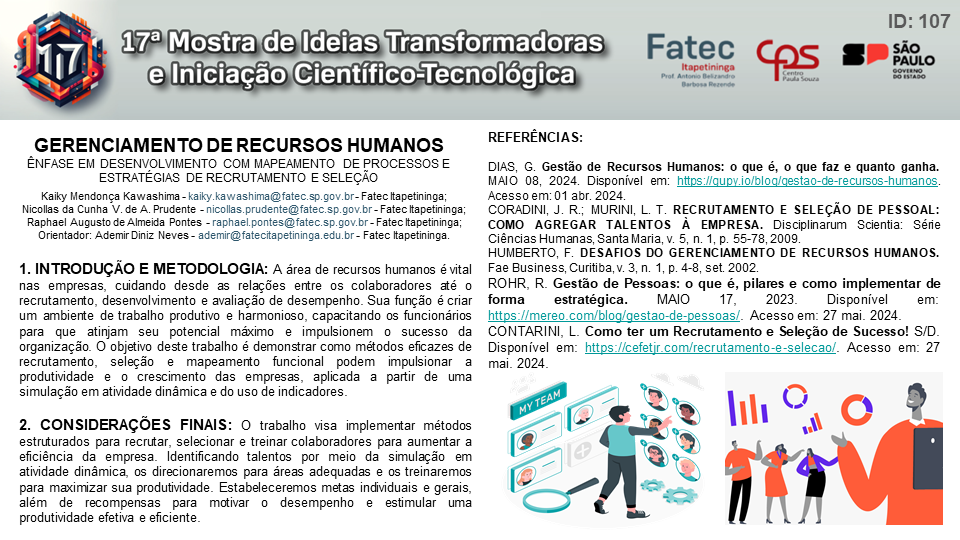 ID: 107
17
17ª Mostra de Ideias Transformadoras
e Iniciação Científico-Tecnológica
Fatec
Itapetininga
Prof. Antonio Belizandro
Barbosa Rezende
CPS
Centro
Paula Souza
SP
SÃO PAULO
GOVERNO DO ESTADO
GERENCIAMENTO DE RECURSOS HUMANOS
ÊNFASE EM DESENVOLVIMENTO COM MAPEAMENTO DE PROCESSOS E
ESTRATÉGIAS DE RECRUTAMENTO E SELEÇÃO
Kaiky Mendonça Kawashima - kaiky.kawashima@fatec.sp.gov.br – Fatec Itapetininga;
Nicollas da Cunha V. de A. Prudente - nicollas.prudente@fatec.sp.gov.br - Fatec Itapetininga;
Raphael Augusto de Almeida Pontes - raphael.pontes@fatec.sp.gov.br – Fatec Itapetininga;
Orientador: Ademir Diniz Neves - ademir@fatecitapetininga.edu.br – Fatec Itapetininga.
1. INTRODUÇÃO E METODOLOGIA: A área de recursos humanos é vital
nas empresas, cuidando desde as relações entre os colaboradores até o
recrutamento, desenvolvimento e avaliação de desempenho. Sua função é criar
um ambiente de trabalho produtivo e harmonioso, capacitando os funcionários
para que atinjam seu potencial máximo e impulsionem o sucesso da
organização. O objetivo deste trabalho é demonstrar como métodos eficazes de
recrutamento, seleção e mapeamento funcional podem impulsionar a
produtividade e o crescimento das empresas, aplicada a partir de uma
simulação em atividade dinâmica e do uso de indicadores.
2. CONSIDERAÇÕES FINAIS: O trabalho visa implementar métodos
estruturados para recrutar, selecionar e treinar colaboradores para aumentar a
eficiência da empresa. Identificando talentos por meio da simulação em
atividade dinâmica, os direcionaremos para áreas adequadas e os treinaremos
para maximizar sua produtividade. Estabeleceremos metas individuais e gerais,
além de recompensas para motivar o desempenho e estimular uma
produtividade efetiva e eficiente.
REFERÊNCIAS:
DIAS, G. Gestão de Recursos Humanos: o que é, o que faz e quanto ganha.
MAIO 08, 2024. Disponível em: https://gupy.io/blog/gestao-de-recursos-humanos.
Acesso em: 01 abr. 2024.
CORADINI, J. R.; MURINI, L. T. RECRUTAMENTO E SELEÇÃO DE PESSOAL:
COMO AGREGAR TALENTOS À EMPRESA. Disciplinarum Scientia: Série
Ciências Humanas, Santa Maria, v. 5, n. 1, p. 55-78, 2009.
HUMBERTO, F. DESAFIOS DO GERENCIAMENTO DE RECURSOS HUMANOS.
Fae Business, Curitiba, v. 3, n. 1, p. 4-8, set. 2002.
ROHR, R. Gestão de Pessoas: o que é, pilares e como implementar de
forma estratégica. MAIO 17, 2023. Disponível em:
https://mereo.com/blog/gestao-de-pessoas/. Acesso em: 27 mai. 2024.
CONTARINI, L. Como ter um Recrutamento e Seleção de Sucesso! S/D.
Disponível em: https://cefetjr.com/recrutamento-e-selecao/. Acesso em: 27
mai. 2024.
MY TEAM